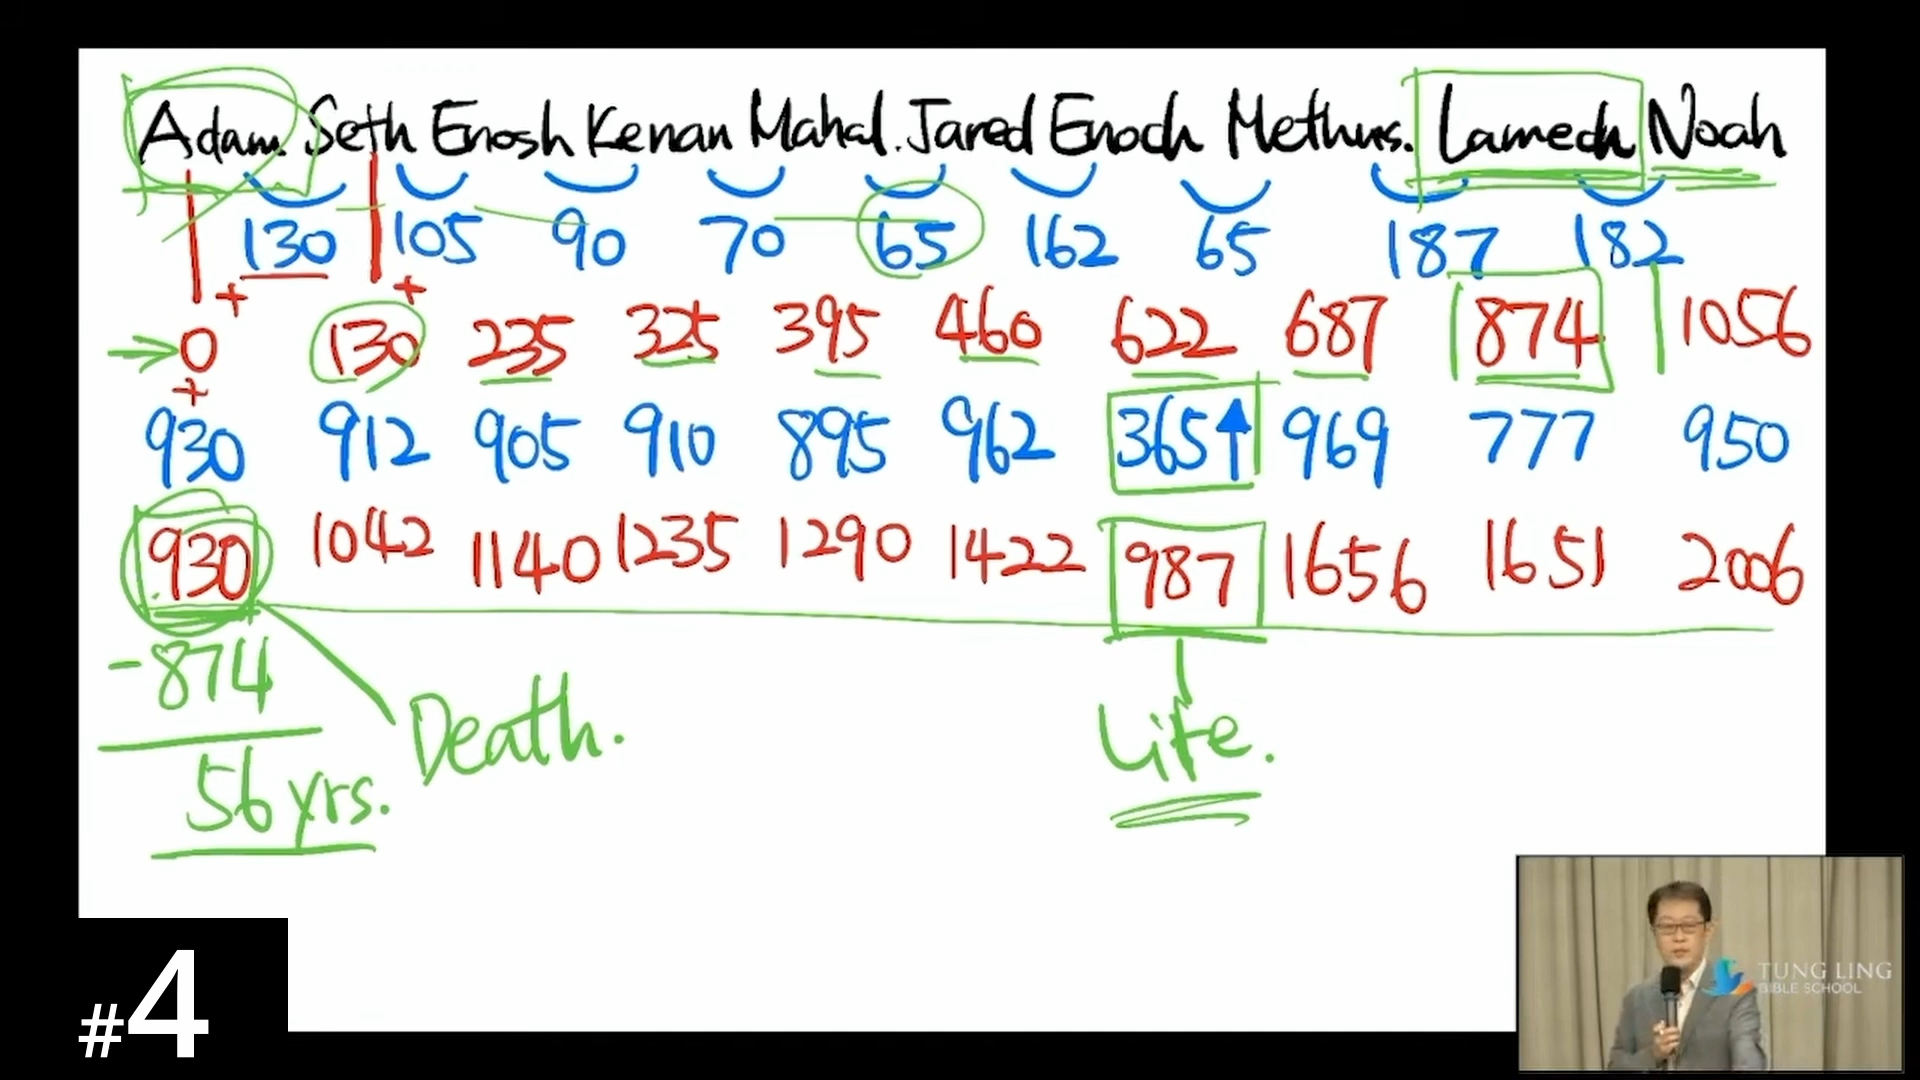 Adam. Seth Enosh Kenan Mahal. Jared Enoch Methus. Lamech Noah
130 105 90 70 65 162 65 187 182
+ +
0 130 235 325 395 460 622 687 874 1056
+
930 912 905 910 895 962 365↑ 969 777 950
930 1042 1140 1235 1290 1422 987 1656 1651 2006
-874
Death. Life.
56 yrs.
#4
TUNG LING
BIBLE SCHOOL